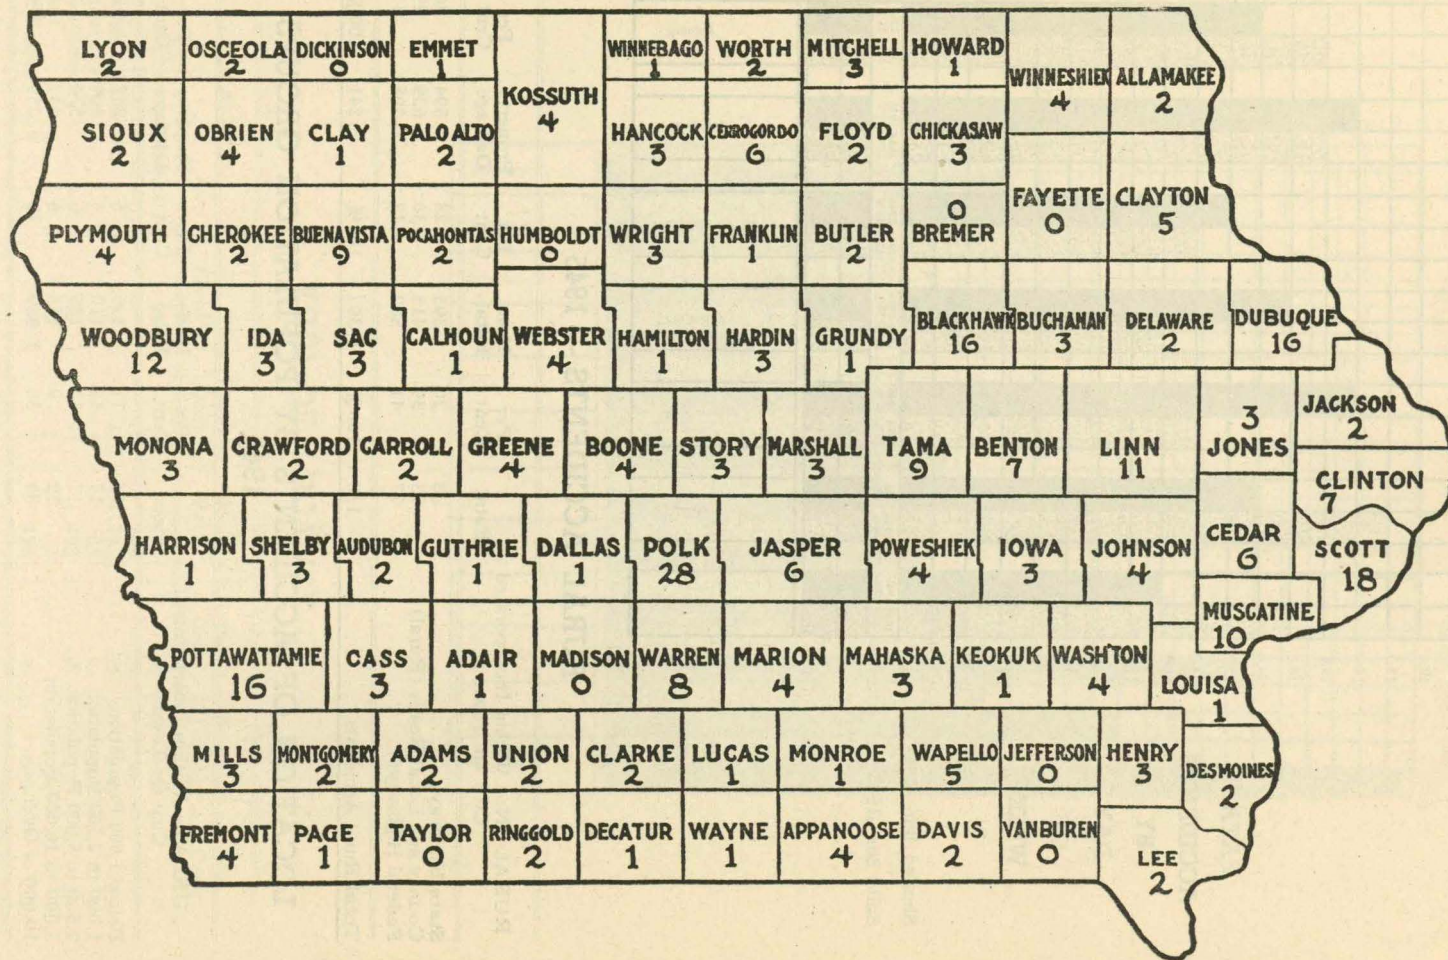 LYON
2
OSCEOLA
2
DICKINSON
0
EMMET
1
KOSSUTH
4
WINNEBAGO
1
WORTH
2
MITCHELL
3
HOWARD
1
WINNESHIEK
4
ALLAMAKEE
2
SIOUX
2
OBRIEN
4
CLAY
1
PALO ALTO
2
HANCOCK
3
CERROGORDO
6
FLOYD
2
CHICKASAW
3
PLYMOUTH
4
CHEROKEE
2
BUENAVISTA
9
POCAHONTAS
2
HUMBOLDT
0
WRIGHT
3
FRANKLIN
1
BUTLER
2
0
BREMER
FAYETTE
0
CLAYTON
5
WOODBURY
12
IDA
3
SAC
3
CALHOUN
1
WEBSTER
4
HAMILTON
1
HARDIN
3
GRUNDY
1
BLACKHAWK
16
BUCHANAN
3
DELAWARE
2
DUBUQUE
16
MONONA
3
CRAWFORD
2
CARROLL
2
GREENE
4
BOONE
4
STORY
3
MARSHALL
3
TAMA
9
BENTON
7
LINN
11
3
JONES
JACKSON
2
CLINTON
7
HARRISON
1
SHELBY
3
AUDUBON
2
GUTHRIE
1
DALLAS
1
POLK
28
JASPER
6
POWESHIEK
4
IOWA
3
JOHNSON
4
CEDAR
6
SCOTT
18
MUSCATINE
10
POTTAWATTAMIE
16
CASS
3
ADAIR
1
MADISON
0
WARREN
8
MARION
4
MAHASKA
3
KEOKUK
1
WASH'TON
4
LOUISA
1
MILLS
3
MONTGOMERY
2
ADAMS
2
UNION
2
CLARKE
2
LUCAS
1
MONROE
1
WAPELLO
5
JEFFERSON
0
HENRY
3
DESMOINES
2
FREMONT
4
PAGE
1
TAYLOR
0
RINGGOLD
2
DECATUR
1
WAYNE
1
APPANOOSE
4
DAVIS
2
VANBUREN
0
LEE
2